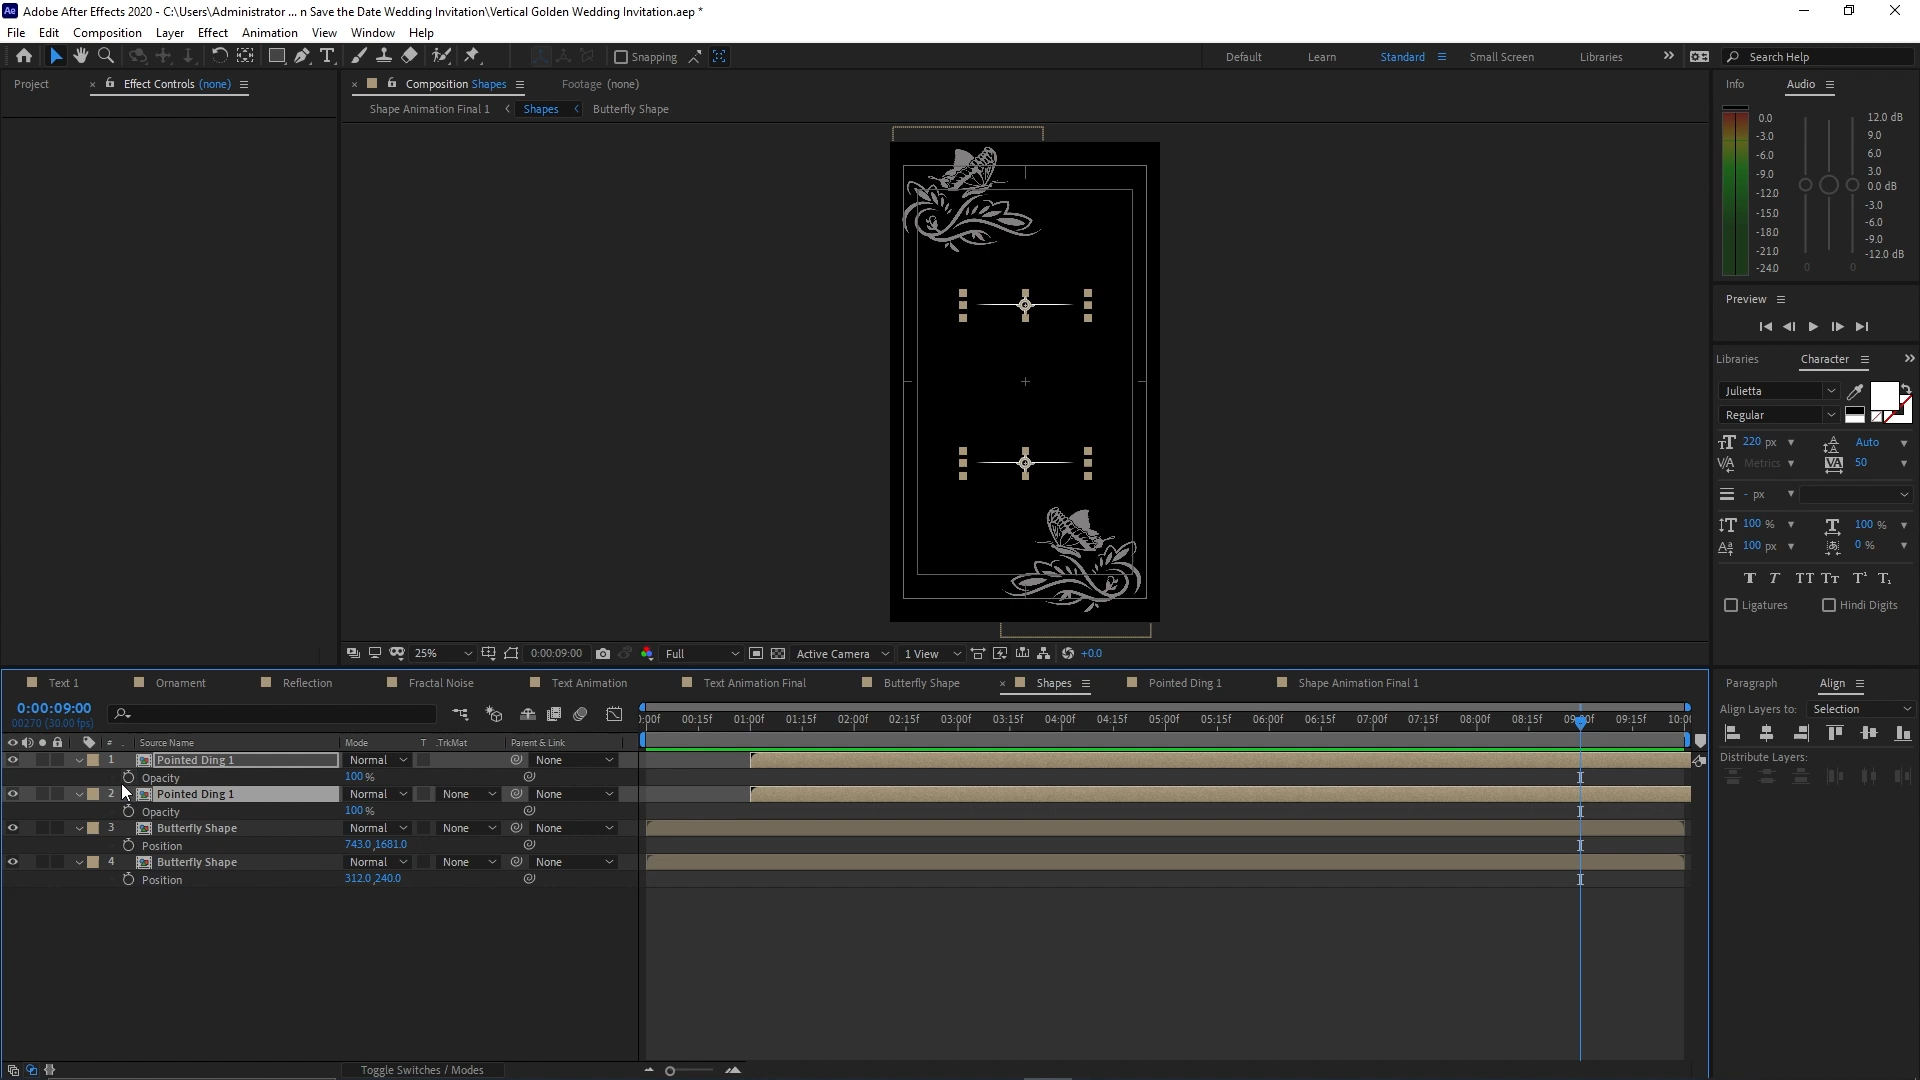 Ae Adobe After Effects 2020 - C:\Users\Administrator ... n Save the Date Wedding Invitation\Vertical Golden Wedding Invitation.aep *
File Edit Composition Layer Effect Animation View Window Help
Snapping Default Learn Standard Small Screen Libraries Search Help
Project Effect Controls (none) Composition Shapes Footage (none) Info Audio
Shape Animation Final 1 Shapes Butterfly Shape
0.0 12.0 dB
-3.0 9.0
-6.0 6.0
-9.0 3.0
-12.0 0.0 dB
-15.0 -3.0
-18.0 -6.0
-21.0 -9.0
-24.0 0 0 -12.0 dB
Preview
Libraries Character
Julietta
Regular
220 px Auto
Metrics 50
- px
100 % 100 %
100 px 0 %
T T TT Tt T¹ T₁
Ligatures Hindi Digits
25% 0:00:09:00 Full Active Camera 1 View +0.0
Text 1 Ornament Reflection Fractal Noise Text Animation Text Animation Final Butterfly Shape Shapes Pointed Ding 1 Shape Animation Final 1
Paragraph Align
0:00:09:00
00270 (30.00 fps)
):00f 00:15f 01:00f 01:15f 02:00f 02:15f 03:00f 03:15f 04:00f 04:15f 05:00f 05:15f 06:00f 06:15f 07:00f 07:15f 08:00f 08:15f 09:15f 10:00
Align Layers to: Selection
Distribute Layers:
# Source Name Mode T .TrkMat Parent & Link
1 Pointed Ding 1 Normal None
Opacity 100 %
2 Pointed Ding 1 Normal None None
Opacity 100 %
3 Butterfly Shape Normal None None
Position 743.0,1681.0
4 Butterfly Shape Normal None None
Position 312.0,240.0
Toggle Switches / Modes